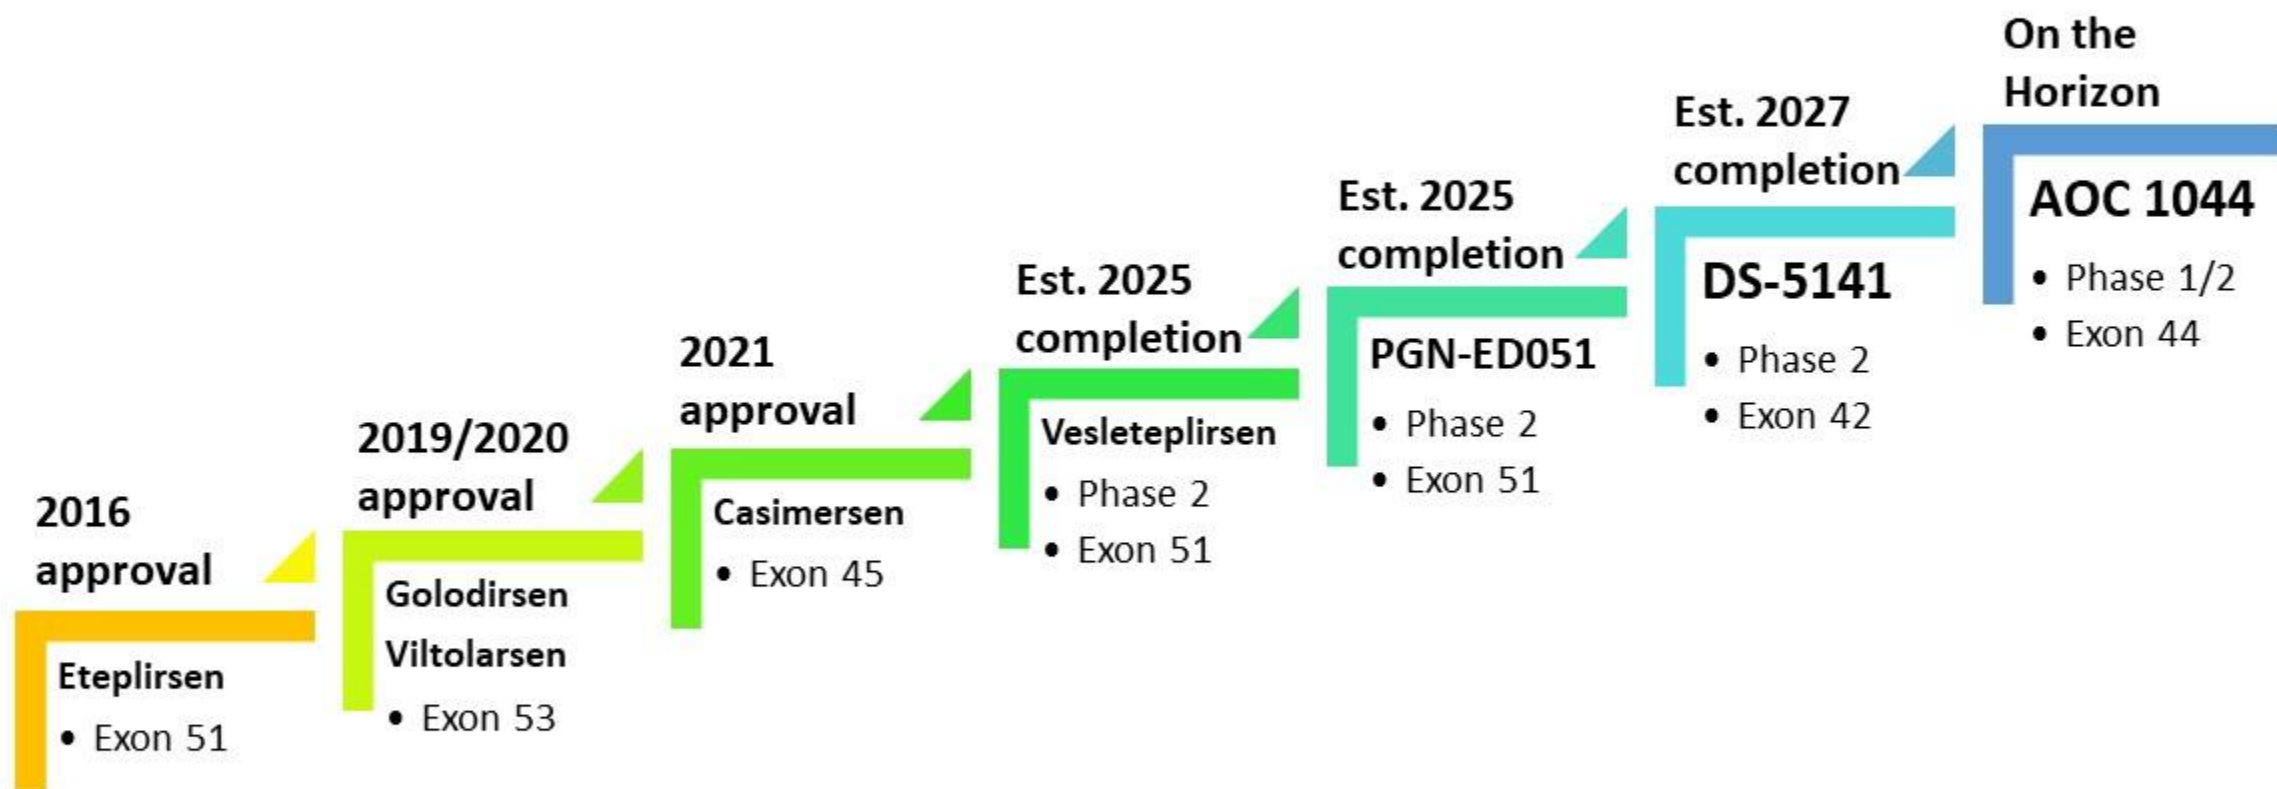 2016
approval
Eteplirsen
• Exon 51
2019/2020
approval
Golodirsen
Viltolarsen
• Exon 53
2021
approval
Casimersen
• Exon 45
Est. 2025
completion
Vesleteplirsen
• Phase 2
• Exon 51
Est. 2025
completion
PGN-ED051
• Phase 2
• Exon 51
Est. 2027
completion
DS-5141
• Phase 2
• Exon 42
On the
Horizon
AOC 1044
• Phase 1/2
• Exon 44